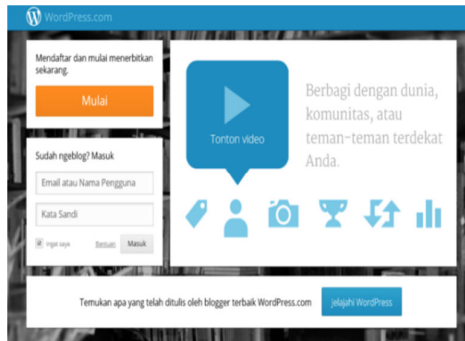 WordPress.com
Mendaftar dan mulai menerbitkan
sekarang.
Mulai
Sudah ngeblog? Masuk
Email atau Nama Pengguna
Kata Sandi
Ingat saya
Bantuan
Masuk
Tonton video
Berbagi dengan dunia,
komunitas, atau
teman-teman terdekat
Anda.
Temukan apa yang telah ditulis oleh blogger terbaik WordPress.com
Jelajahi WordPress